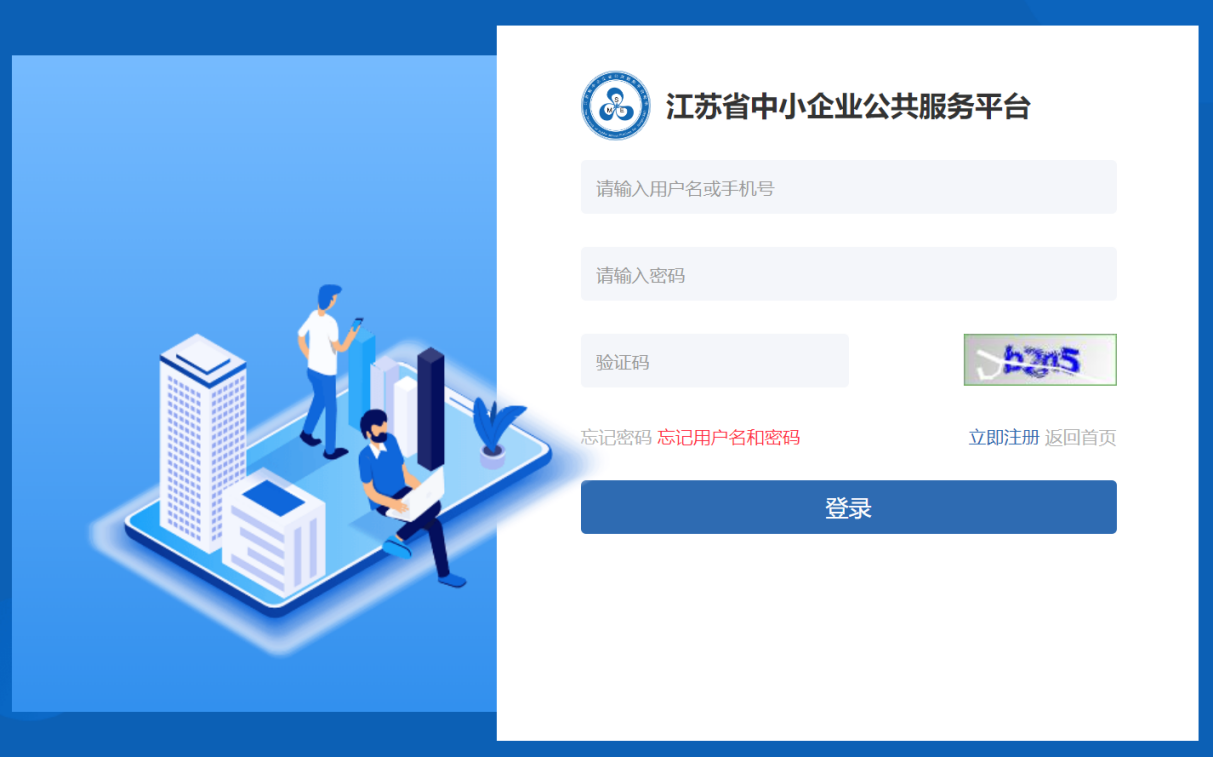 江苏省中小企业公共服务平台
请输入用户名或手机号
请输入密码
验证码
忘记密码 忘记用户名和密码 立即注册 返回首页
登录